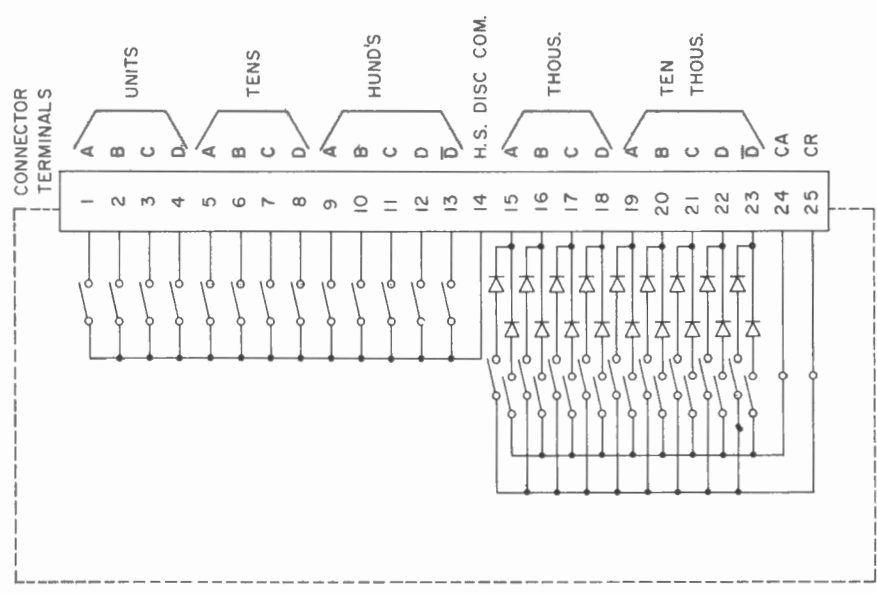 CONNECTOR
TERMINALS
UNITS
TENS
HUND'S
H.S. DISC COM.
THOUS.
TEN
THOUS.
A B C D A B C D A B C D D̅ A B C D A B C D D̅ CA CR
1 2 3 4 5 6 7 8 9 10 11 12 13 14 15 16 17 18 19 20 21 22 23 24 25